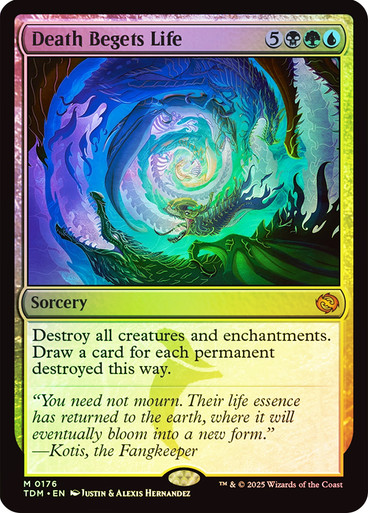 Death Begets Life 5
Sorcery
Destroy all creatures and enchantments.
Draw a card for each permanent
destroyed this way.
“You need not mourn. Their life essence
has returned to the earth, where it will
eventually bloom into a new form.”
—Kotis, the Fangkeeper
M 0176
TDM • EN JUSTIN & ALEXIS HERNANDEZ
™ & © 2025 Wizards of the Coast